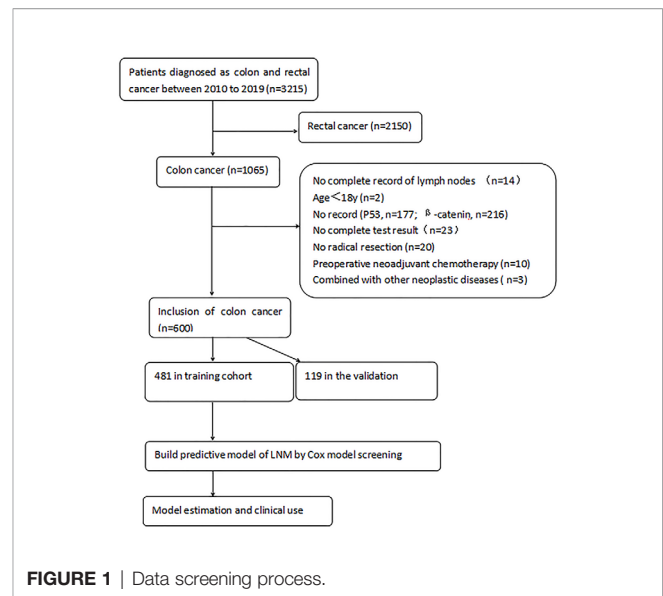 Patients diagnosed as colon and rectal
cancer between 2010 to 2019 (n=3215)
Rectal cancer (n=2150)
Colon cancer (n=1065)
No complete record of lymph nodes （n=14）
Age＜18y (n=2)
No record (P53, n=177; β-catenin, n=216)
No complete test result（n=23）
No radical resection (n=20)
Preoperative neoadjuvant chemotherapy (n=10)
Combined with other neoplastic diseases ( n=3)
Inclusion of colon cancer
(n=600)
481 in training cohort
119 in the validation
Build predictive model of LNM by Cox model screening
Model estimation and clinical use
FIGURE 1 | Data screening process.